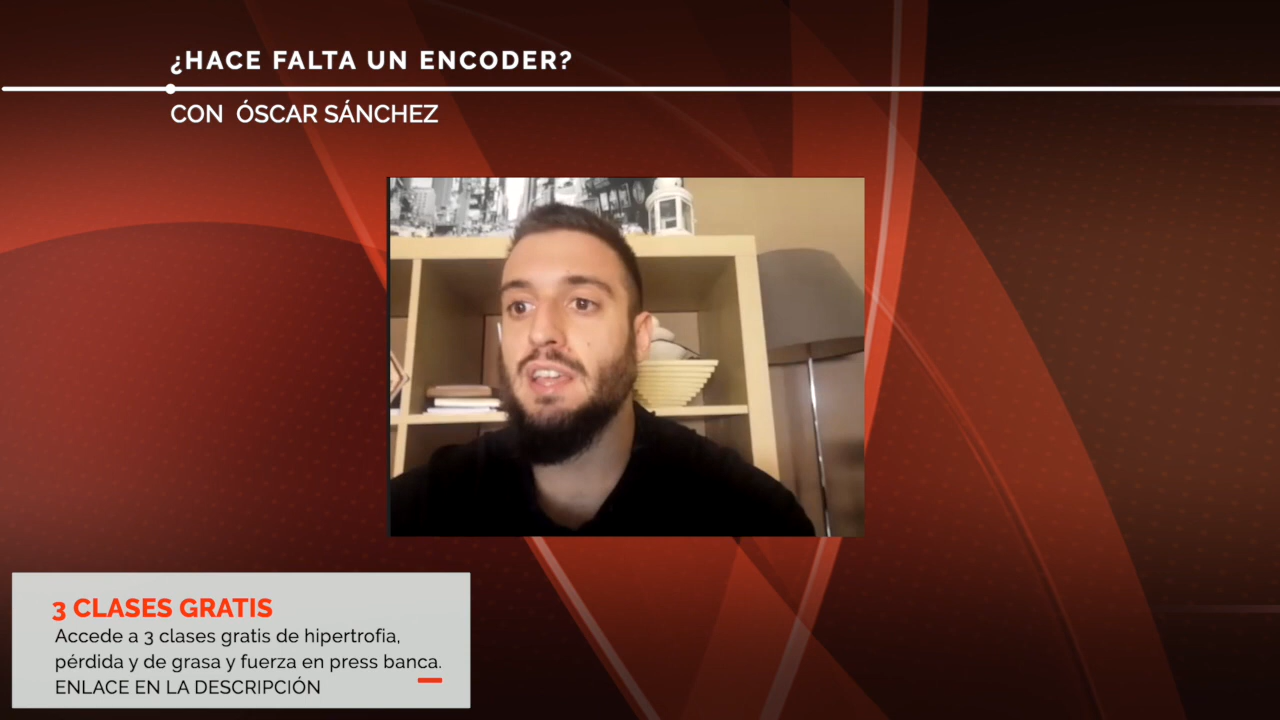 ¿HACE FALTA UN ENCODER?
CON ÓSCAR SÁNCHEZ
3 CLASES GRATIS
Accede a 3 clases gratis de hipertrofia,
pérdida y de grasa y fuerza en press banca.
ENLACE EN LA DESCRIPCIÓN